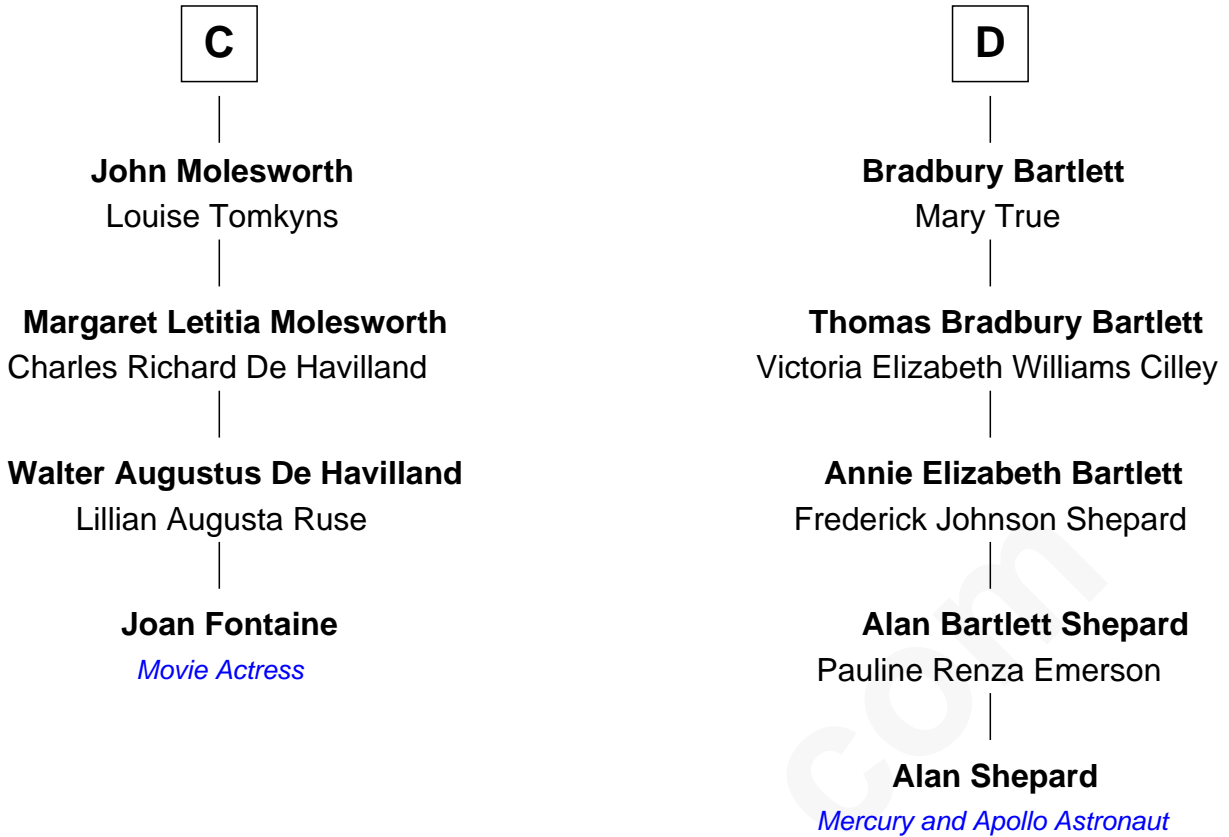 C
John Molesworth
Louise Tomkyns
Margaret Letitia Molesworth
Charles Richard De Havilland
Walter Augustus De Havilland
Lillian Augusta Ruse
Joan Fontaine
Movie Actress
D
Bradbury Bartlett
Mary True
Thomas Bradbury Bartlett
Victoria Elizabeth Williams Cilley
Annie Elizabeth Bartlett
Frederick Johnson Shepard
Alan Bartlett Shepard
Pauline Renza Emerson
Alan Shepard
Mercury and Apollo Astronaut
com